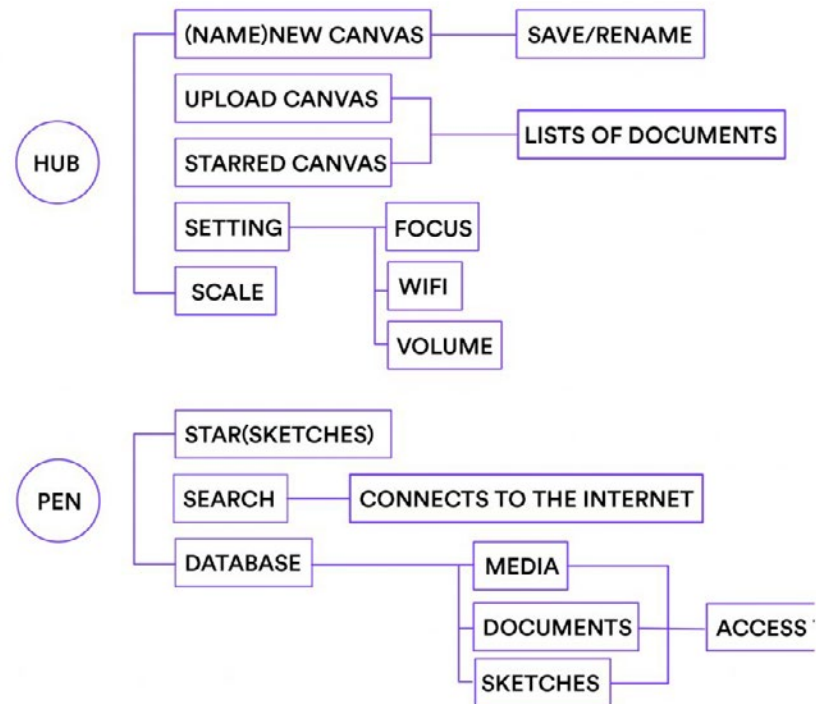 (NAME)NEW CANVAS
SAVE/RENAME
UPLOAD CANVAS
LISTS OF DOCUMENTS
STARRED CANVAS
HUB
SETTING
FOCUS
WIFI
SCALE
VOLUME
STAR(SKETCHES)
PEN
SEARCH
CONNECTS TO THE INTERNET
DATABASE
MEDIA
DOCUMENTS
ACCESS
SKETCHES